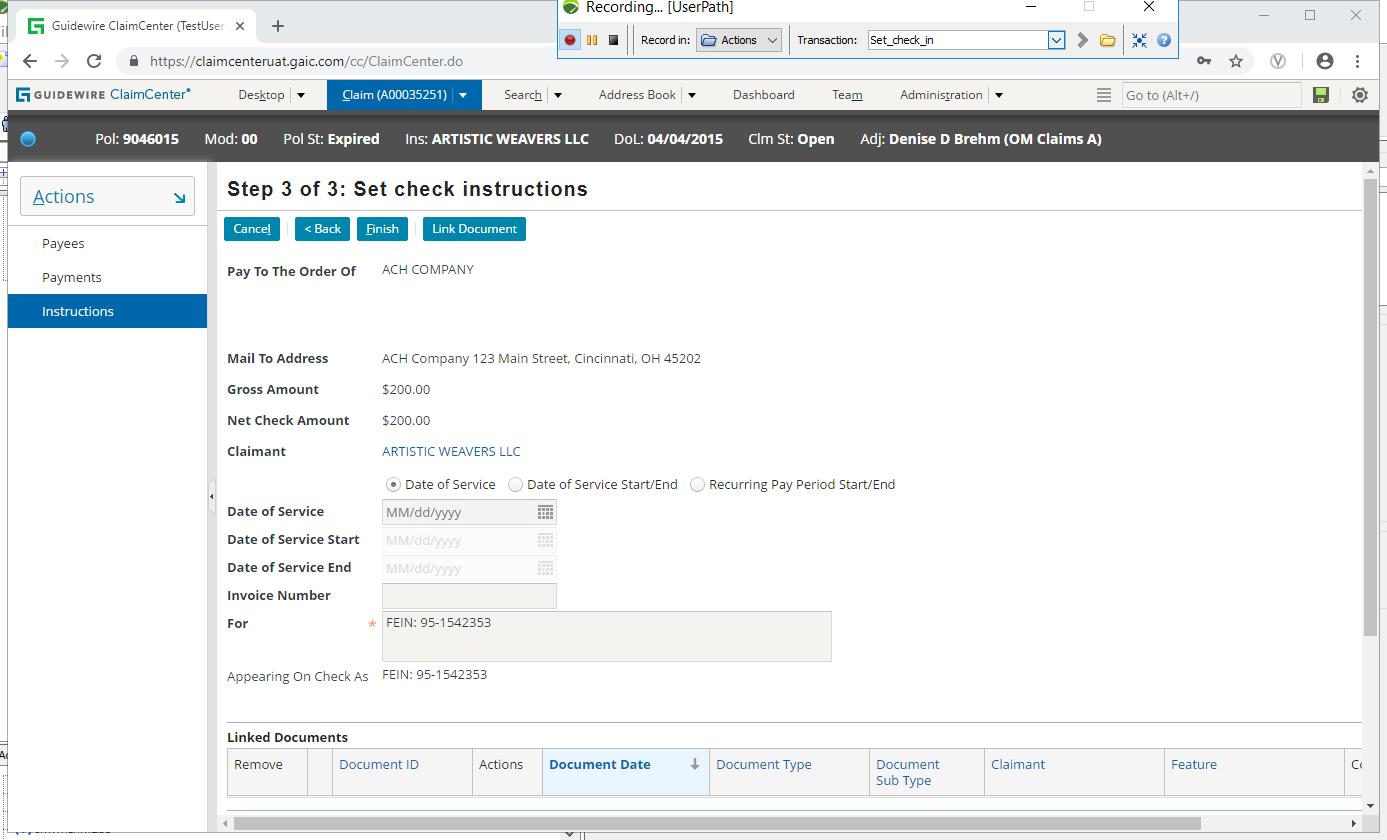 Recording... [UserPath]
Guidewire ClaimCenter (TestUser
Record in: Actions Transaction: Set_check_in
https://claimcenteruat.gaic.com/cc/ClaimCenter.do
GUIDEWIRE ClaimCenter® Desktop Claim (A00035251) Search Address Book Dashboard Team Administration Go to (Alt+/)
Pol: 9046015 Mod: 00 Pol St: Expired Ins: ARTISTIC WEAVERS LLC DoL: 04/04/2015 Clm St: Open Adj: Denise D Brehm (OM Claims A)
Actions
Payees
Payments
Instructions
Step 3 of 3: Set check instructions
Cancel < Back Finish Link Document
Pay To The Order Of ACH COMPANY
Mail To Address ACH Company 123 Main Street, Cincinnati, OH 45202
Gross Amount $200.00
Net Check Amount $200.00
Claimant ARTISTIC WEAVERS LLC
Date of Service Date of Service Start/End Recurring Pay Period Start/End
Date of Service MM/dd/yyyy
Date of Service Start MM/dd/yyyy
Date of Service End MM/dd/yyyy
Invoice Number
For * FEIN: 95-1542353
Appearing On Check As FEIN: 95-1542353
Linked Documents
Remove Document ID Actions Document Date Document Type Document Sub Type Claimant Feature